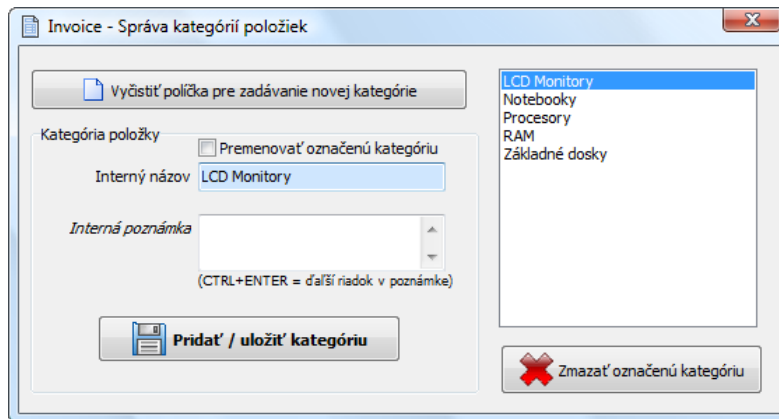 Invoice - Správa kategórií položiek
Vyčistiť políčka pre zadávanie novej kategórie
Kategória položky
Premenovať označenú kategóriu
Interný názov
LCD Monitory
Interná poznámka
(CTRL+ENTER = ďaľší riadok v poznámke)
Pridať / uložiť kategóriu
LCD Monitory
Notebooky
Procesory
RAM
Základné dosky
Zmazať označenú kategóriu